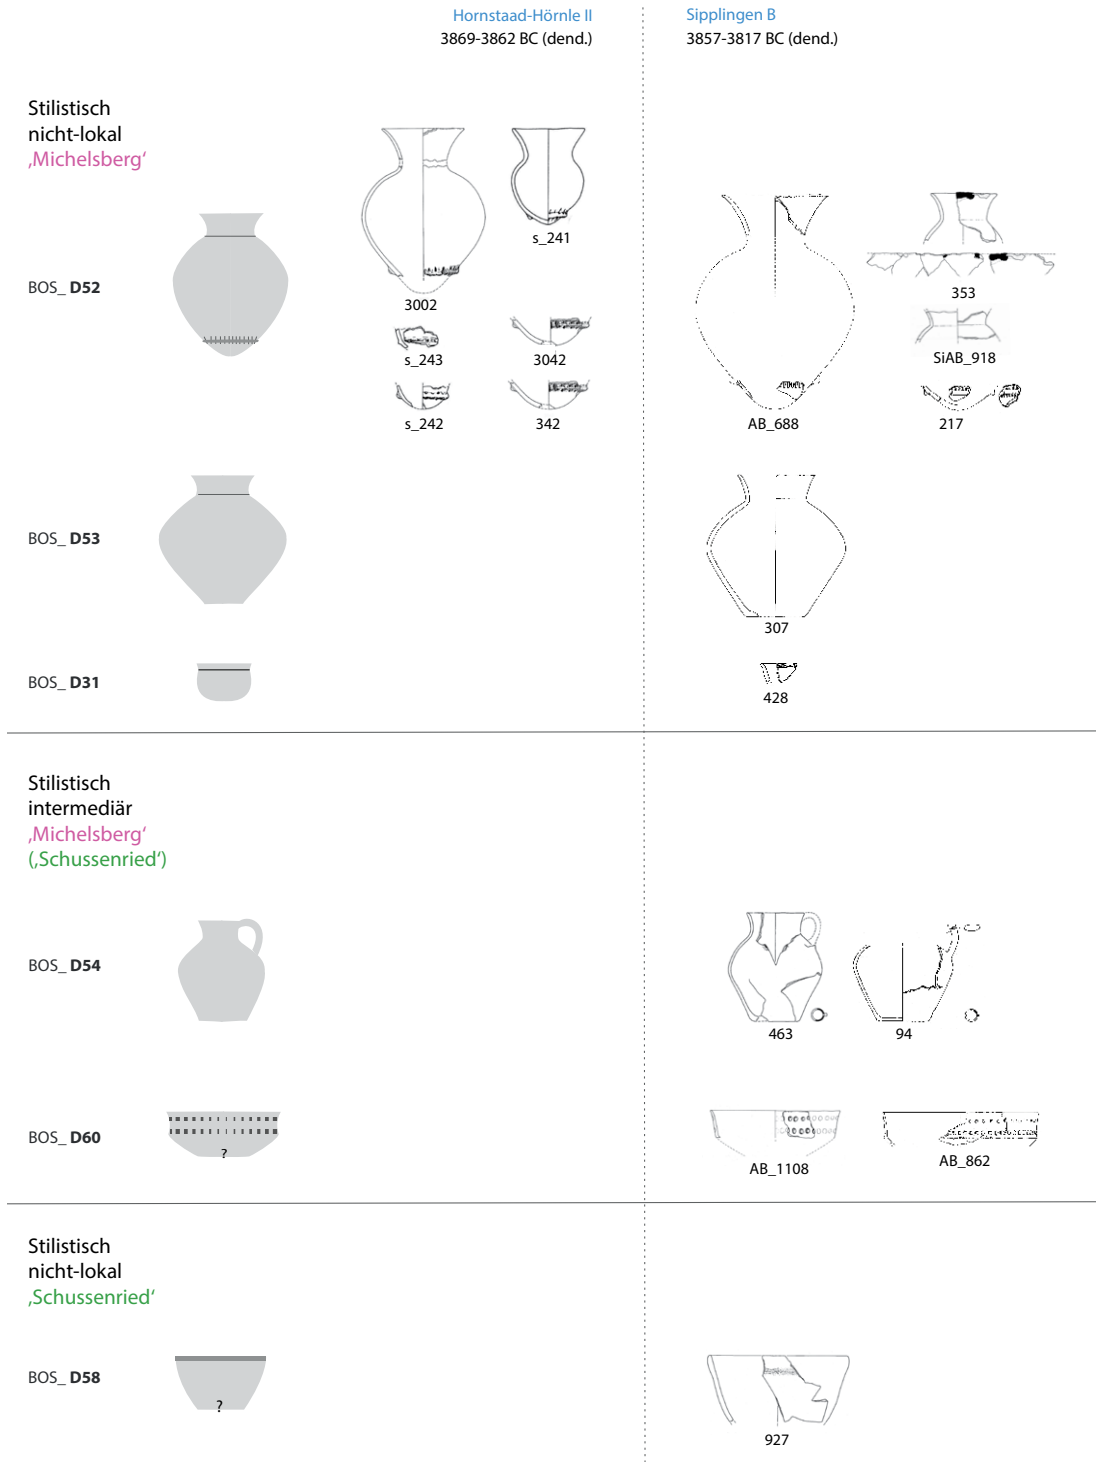 Hornstaad-Hörnle II
3869-3862 BC (dend.)
Sipplingen B
3857-3817 BC (dend.)
Stilistisch
nicht-lokal
‚Michelsberg‘
BOS_ D52
3002
s_241
s_243
3042
s_242
342
AB_688
353
SiAB_918
217
BOS_ D53
307
BOS_ D31
428
Stilistisch
intermediär
‚Michelsberg‘
(‚Schussenried‘)
BOS_ D54
463
94
BOS_ D60
?
AB_1108
AB_862
Stilistisch
nicht-lokal
‚Schussenried‘
BOS_ D58
?
927